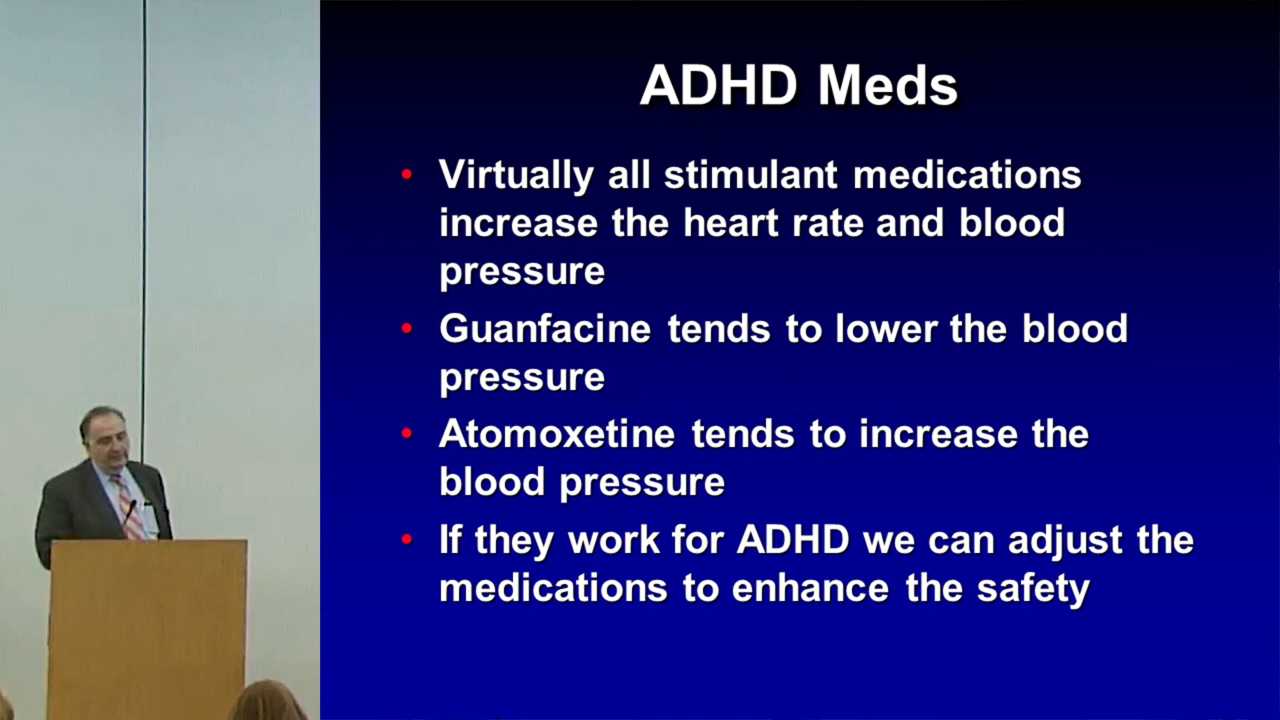 ADHD Meds
• Virtually all stimulant medications
increase the heart rate and blood
pressure
• Guanfacine tends to lower the blood
pressure
• Atomoxetine tends to increase the
blood pressure
• If they work for ADHD we can adjust the
medications to enhance the safety